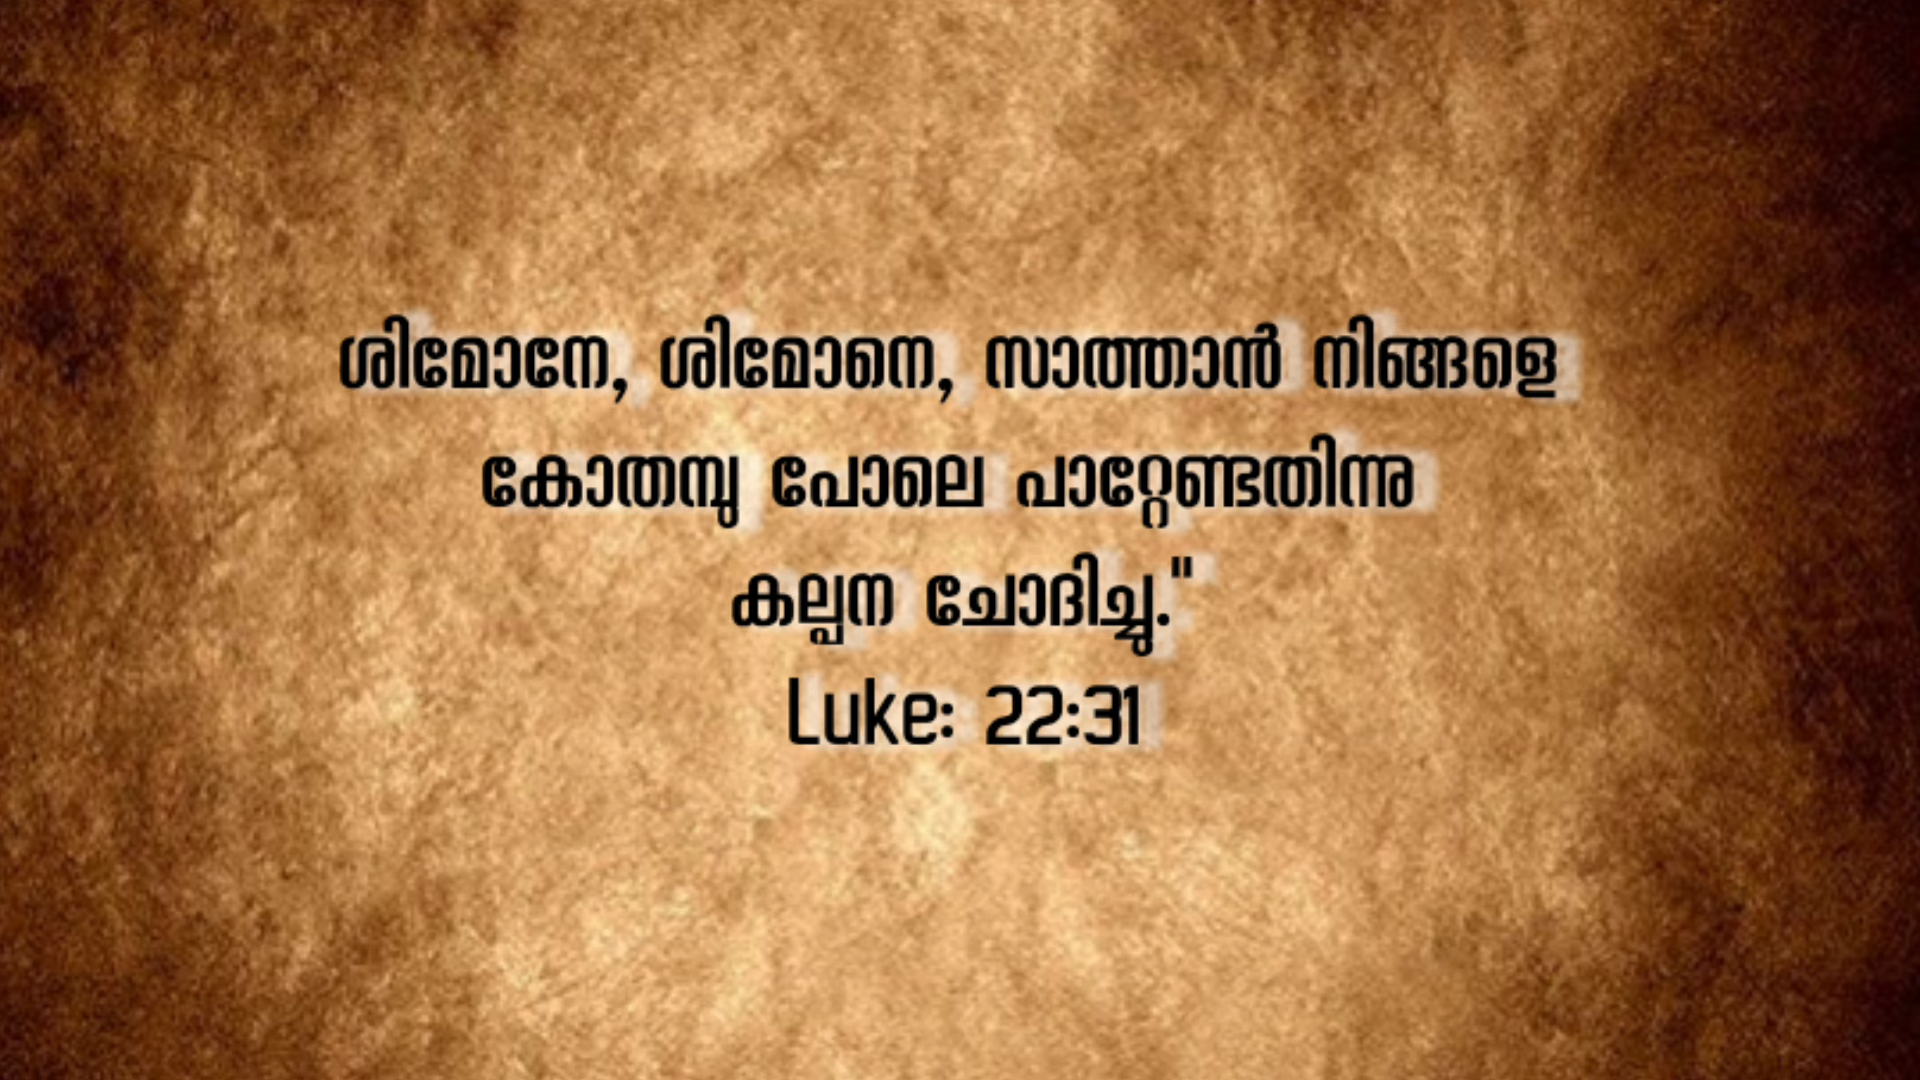 ശിമോനേ, ശിമോനെ, സാത്താൻ നിങ്ങളെ
കോതമ്പു പോലെ പാറ്റേണ്ടതിന്നു
കല്പന ചോദിച്ചു."
Luke: 22:31